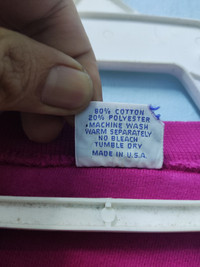 80% COTTON
20% POLYESTER
•MACHINE WASH
WARM SEPARATELY
NO BLEACH
TUMBLE DRY
MADE IN U.S.A